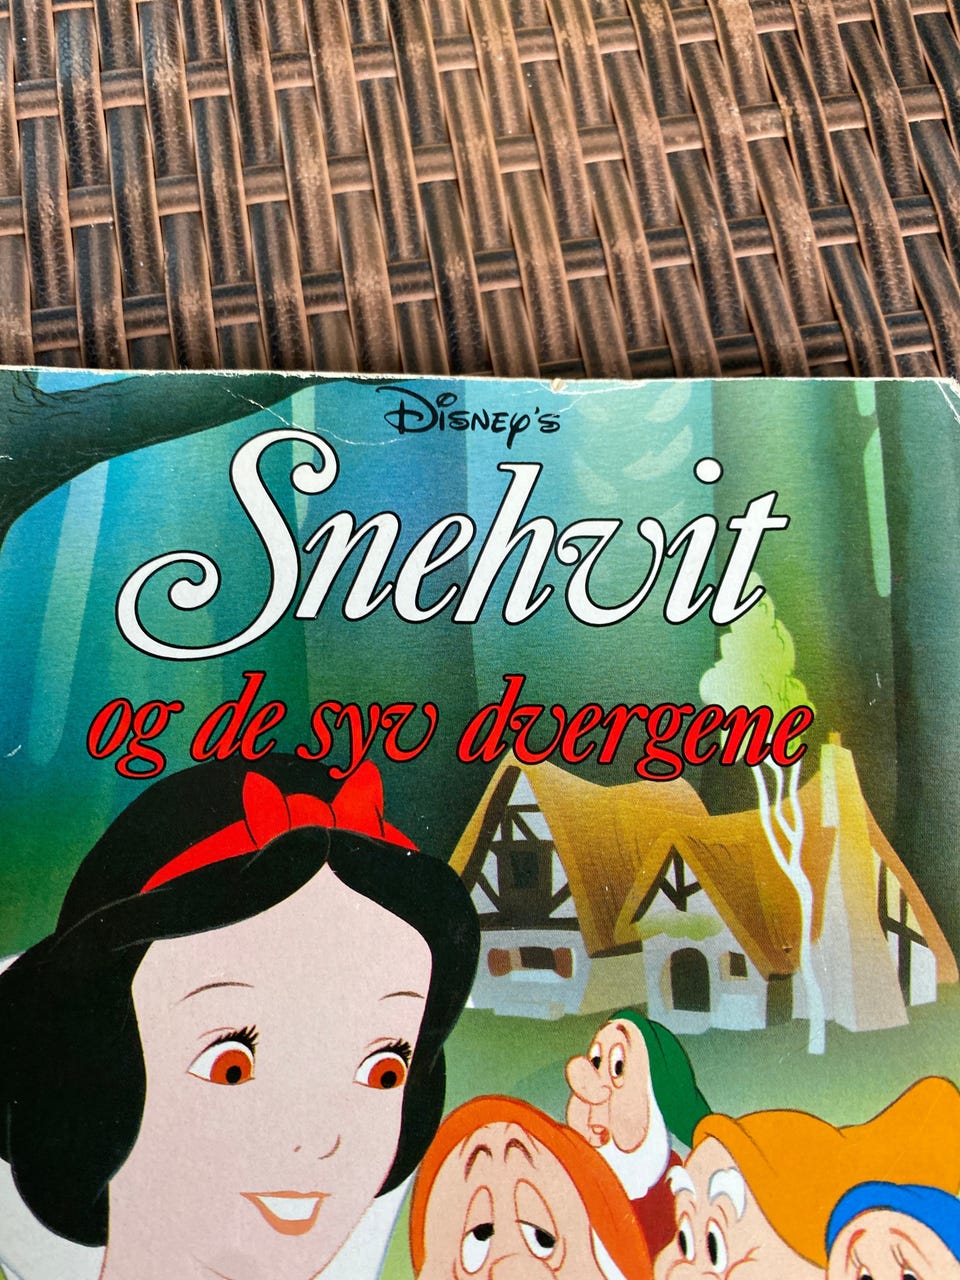 Disney's
Snehvit
og de syv dvergene